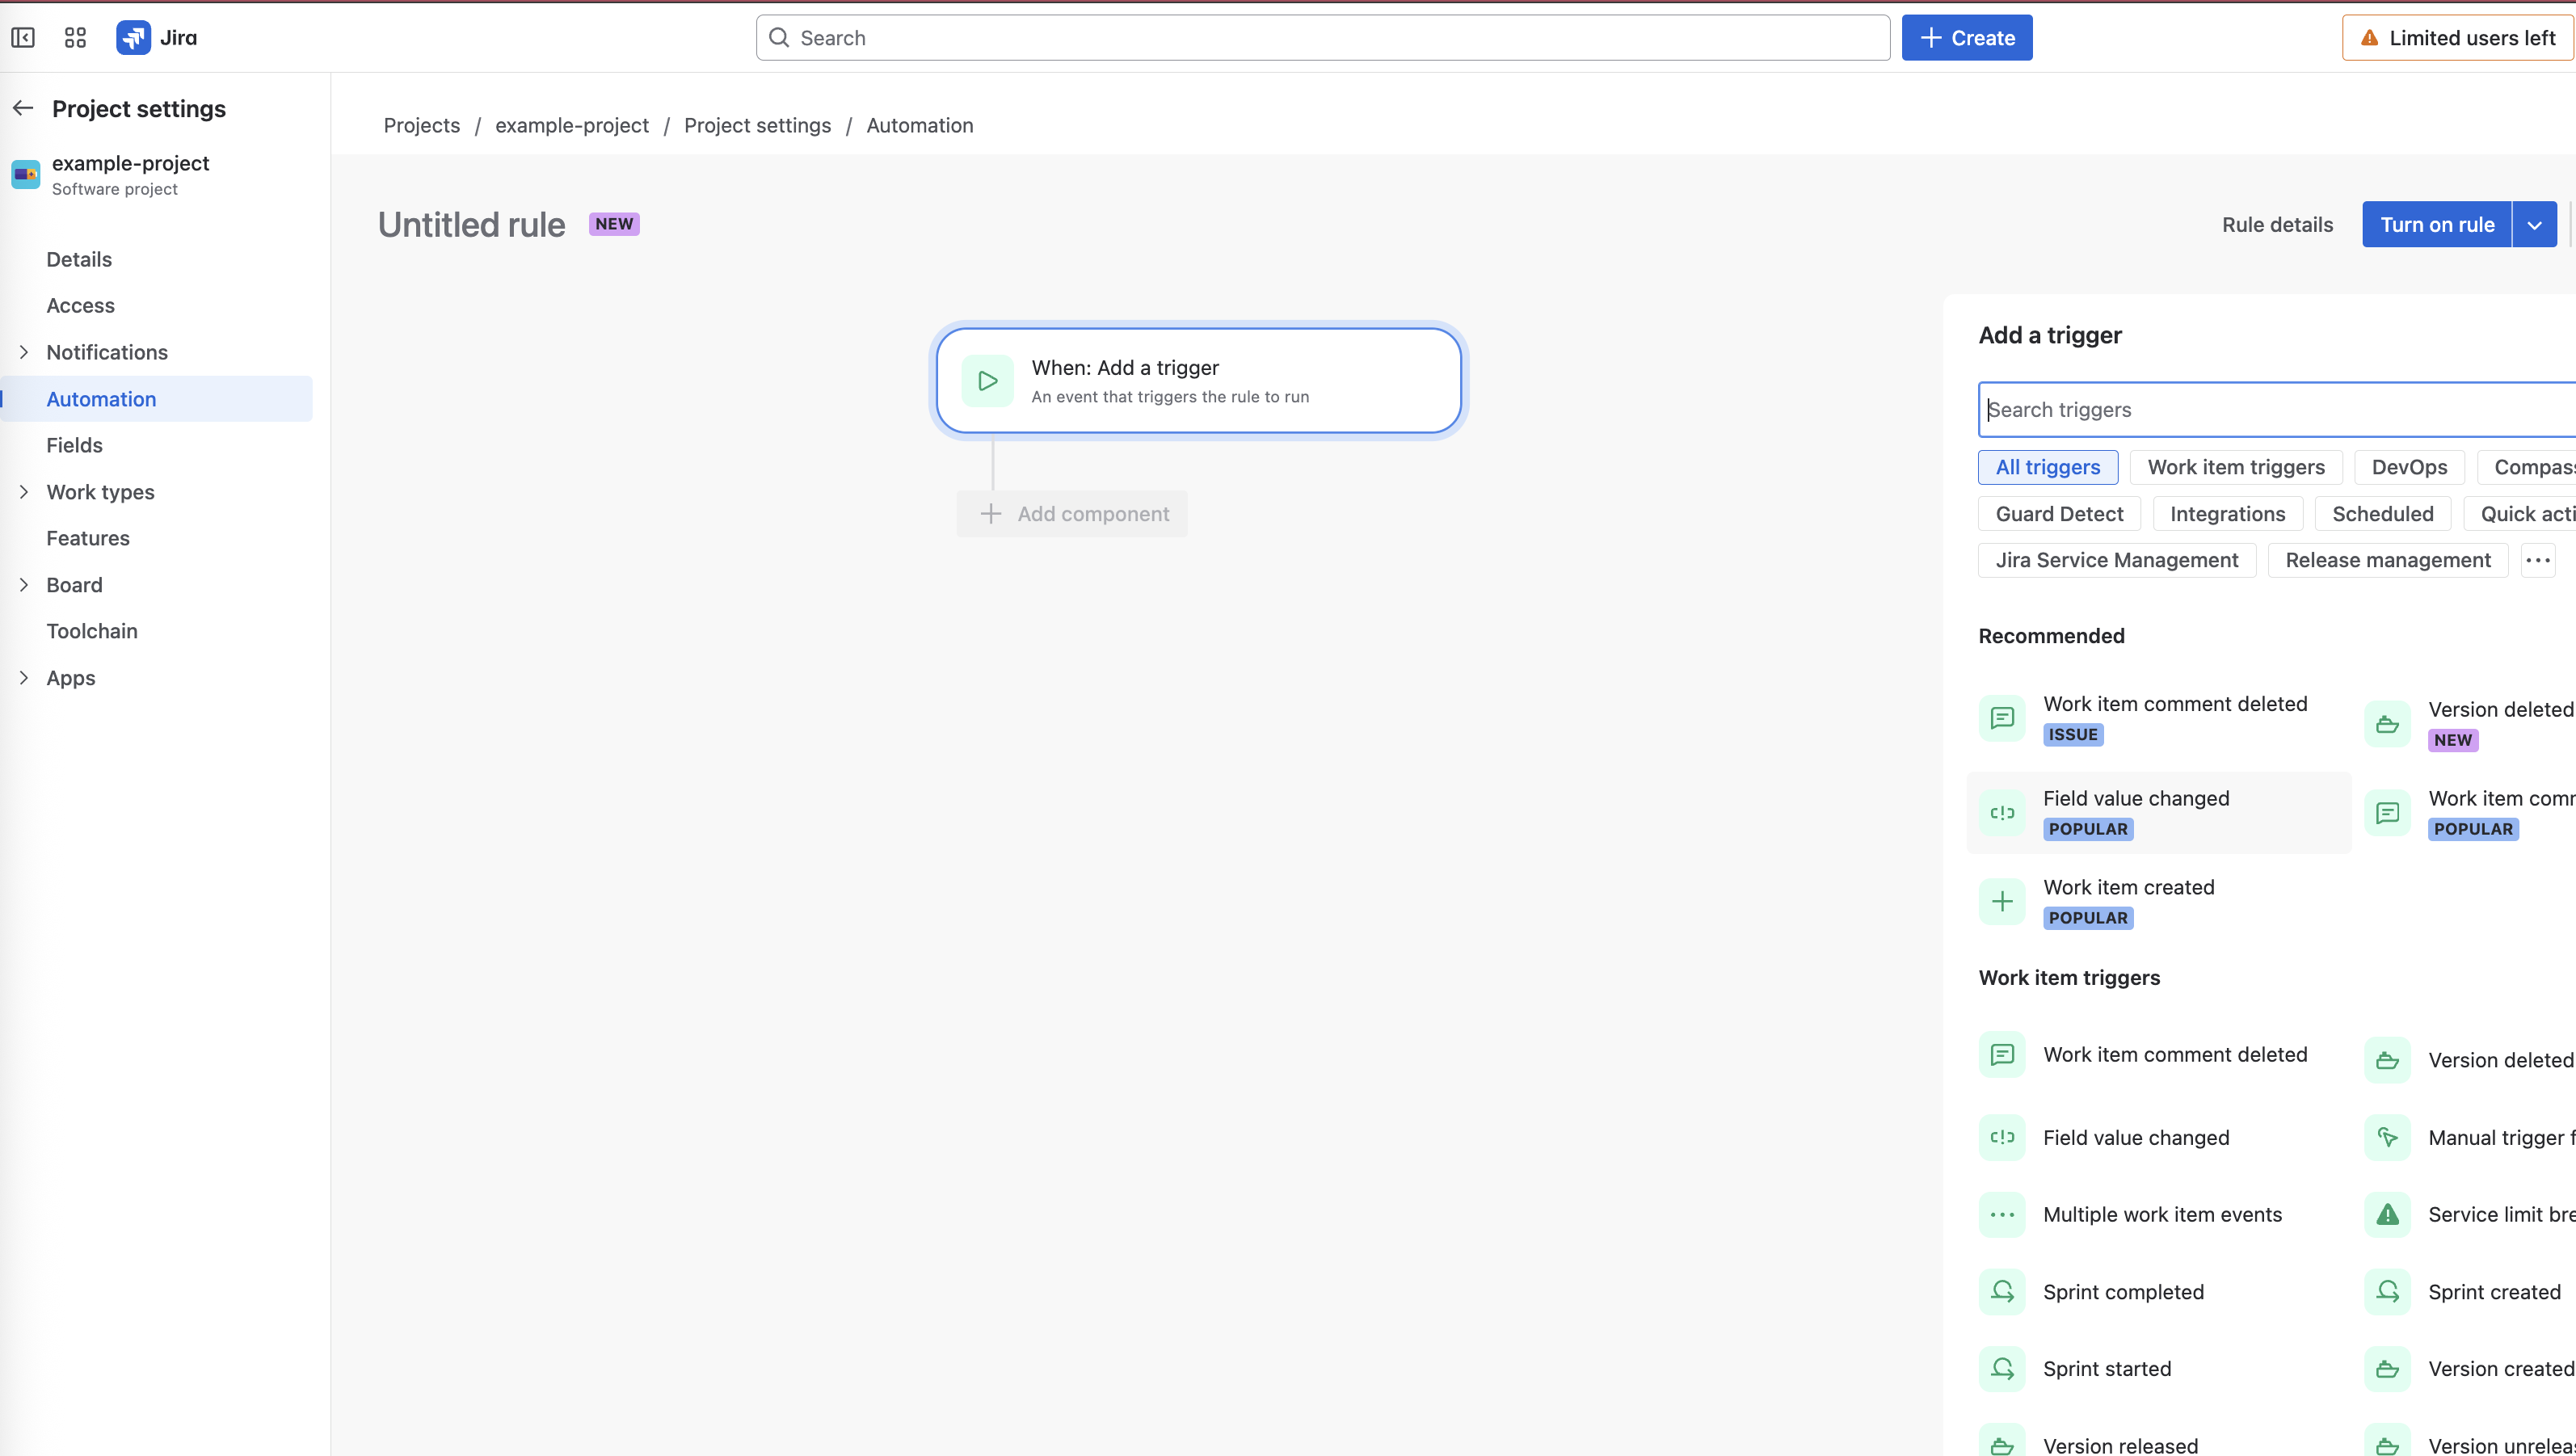 Jira
Search
Create
Limited users left
Project settings
example-project
Software project
Details
Access
Notifications
Automation
Fields
Work types
Features
Board
Toolchain
Apps
Projects / example-project / Project settings / Automation
Untitled rule NEW
Rule details
Turn on rule
When: Add a trigger
An event that triggers the rule to run
Add component
Add a trigger
Search triggers
All triggers Work item triggers DevOps Compass
Guard Detect Integrations Scheduled Quick acti
Jira Service Management Release management
Recommended
Work item comment deleted
ISSUE
Version deleted
NEW
Field value changed
POPULAR
Work item comm
POPULAR
Work item created
POPULAR
Work item triggers
Work item comment deleted
Version deleted
Field value changed
Manual trigger f
Multiple work item events
Service limit bre
Sprint completed
Sprint created
Sprint started
Version created
Version released
Version unreleas